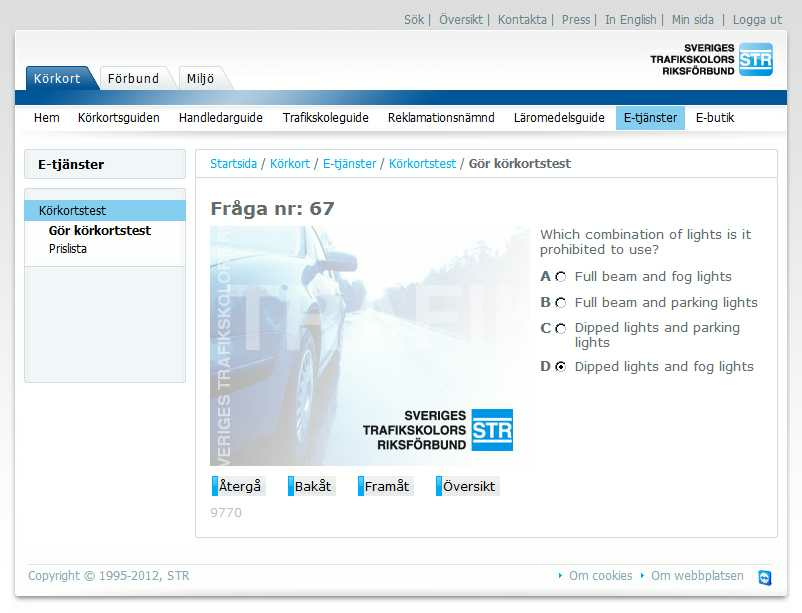 Sök | Översikt | Kontakta | Press | In English | Min sida | Logga ut
SVERIGES
TRAFIKSKOLORS
RIKSFÖRBUND
STR
Körkort Förbund Miljö
Hem Körkortsguiden Handledarguide Trafikskoleguide Reklamationsnämnd Läromedelsguide E-tjänster E-butik
E-tjänster
Startsida / Körkort / E-tjänster / Körkortstest / Gör körkortstest
Körkortstest
Gör körkortstest
Prislista
Fråga nr: 67
VERIGES TRAFIKSKOLOR
TRAFI
SVERIGES
TRAFIKSKOLORS
RIKSFÖRBUND
STR
Which combination of lights is it
prohibited to use?
A Full beam and fog lights
B Full beam and parking lights
C Dipped lights and parking
lights
D Dipped lights and fog lights
Återgå Bakåt Framåt Översikt
9770
Copyright © 1995-2012, STR
Om cookies Om webbplatsen